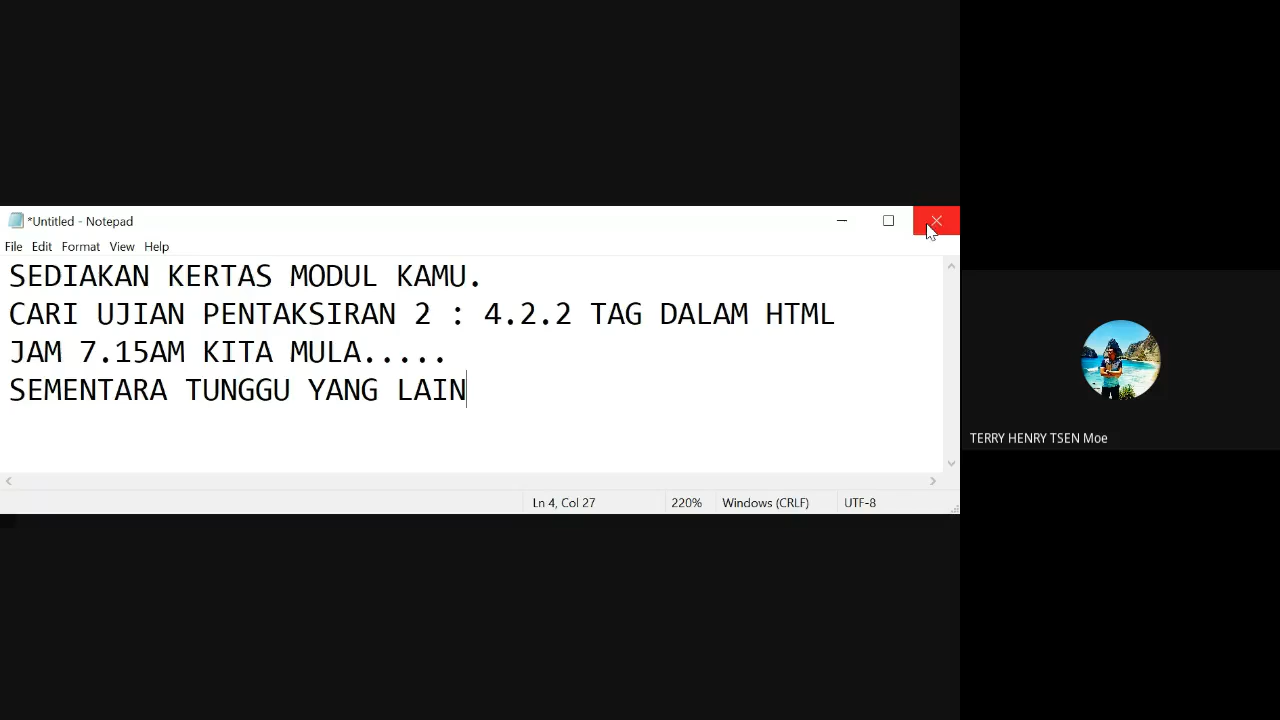 *Untitled - Notepad
File Edit Format View Help
SEDIAKAN KERTAS MODUL KAMU.
CARI UJIAN PENTAKSIRAN 2 : 4.2.2 TAG DALAM HTML
JAM 7.15AM KITA MULA.....
SEMENTARA TUNGGU YANG LAIN
Ln 4, Col 27 220% Windows (CRLF) UTF-8
TERRY HENRY TSEN Moe